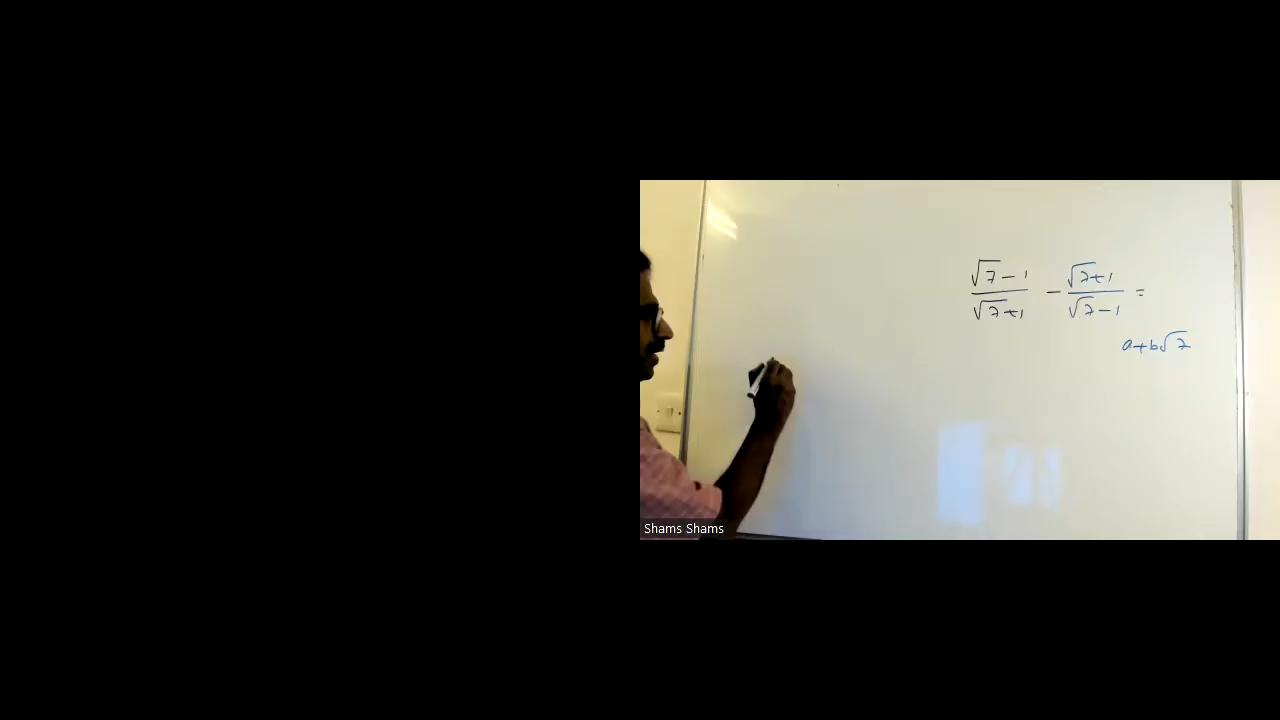 √7 - 1 / √7 + 1 - √7 + 1 / √7 - 1 =
a + b√7
Shams Shams